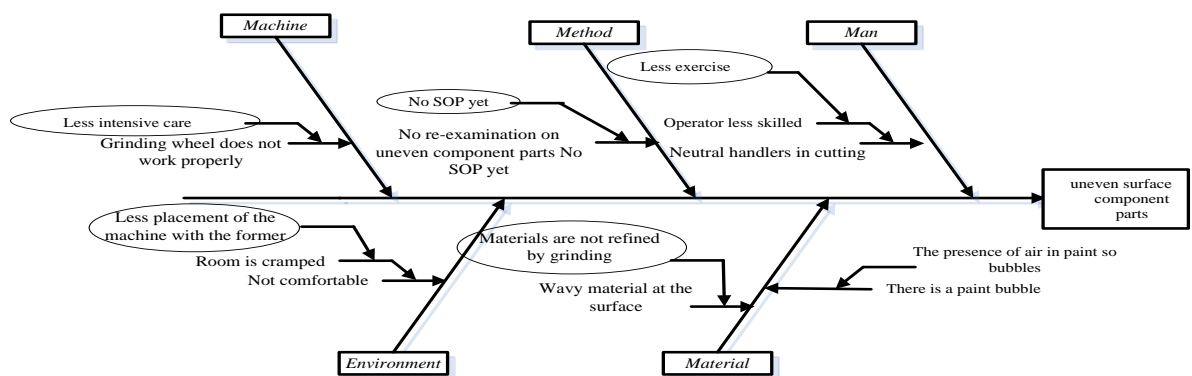 Machine
Method
Man
Less exercise
No SOP yet
Less intensive care
Grinding wheel does not
work properly
No re-examination on
uneven component parts No
SOP yet
Operator less skilled
Neutral handlers in cutting
uneven surface
component
parts
Less placement of the
machine with the former
Room is cramped
Not comfortable
Materials are not refined
by grinding
Wavy material at the
surface
The presence of air in paint so
bubbles
There is a paint bubble
Environment
Material